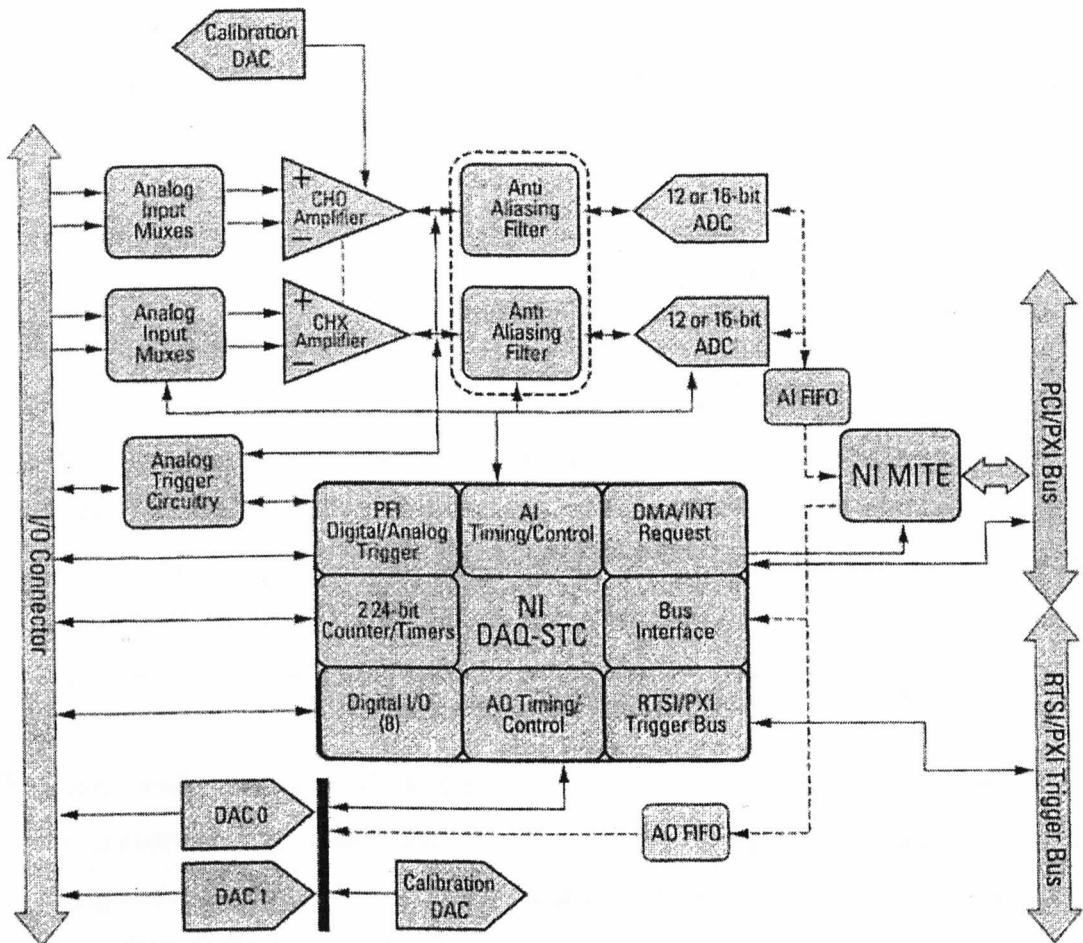 Calibration
DAC
Analog
Input
Muxes
CH0
Amplifier
Anti
Aliasing
Filter
12 or 16-bit
ADC
Analog
Input
Muxes
CHX
Amplifier
Anti
Aliasing
Filter
12 or 16-bit
ADC
AI FIFO
NI MITE
PCI/PXI Bus
I/O Connector
Analog
Trigger
Circuitry
PFI
Digital/Analog
Trigger
AI
Timing/Control
DMA/INT
Request
2 24-bit
Counter/Timers
NI
DAQ-STC
Bus
Interface
Digital I/O
(8)
AO Timing/
Control
RTSI/PXI
Trigger Bus
RTSI/PXI Trigger Bus
DAC 0
AO FIFO
DAC 1
Calibration
DAC